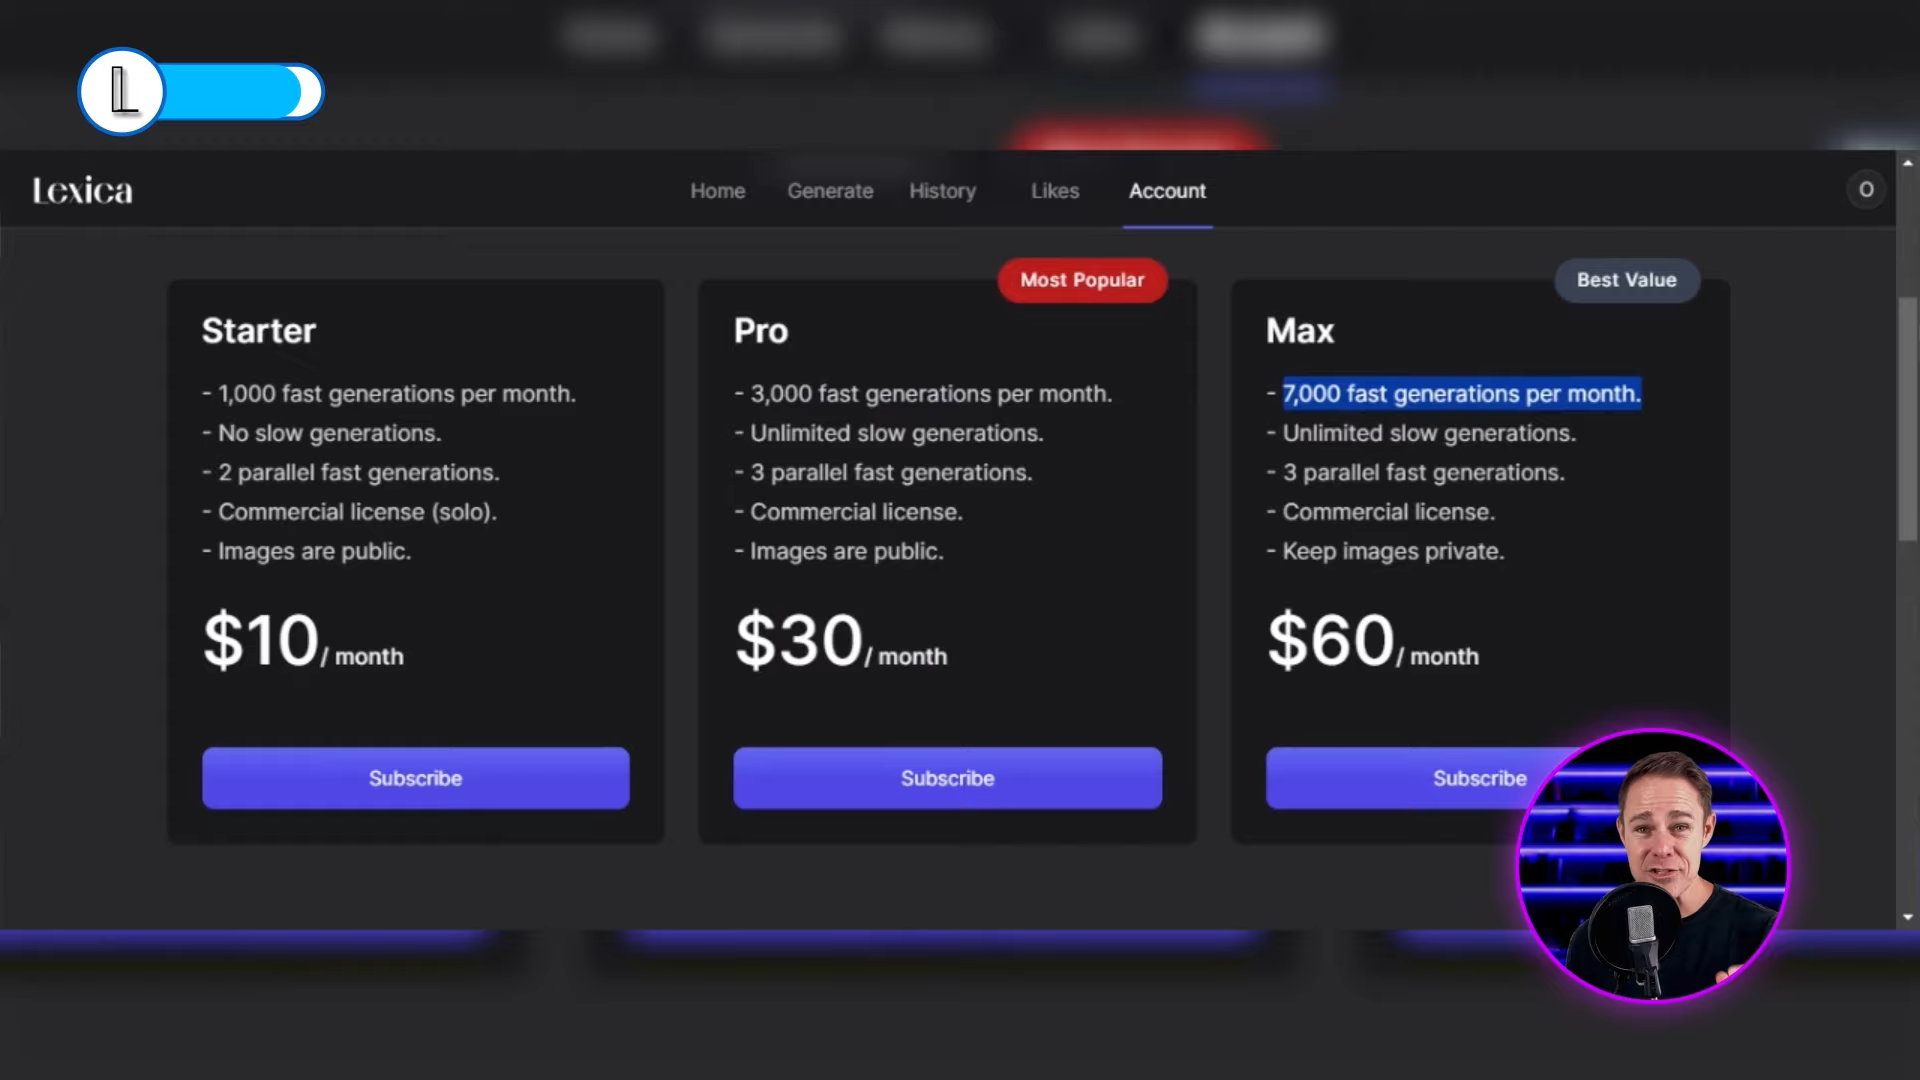 L
Lexica
Home Generate History Likes Account
O
Most Popular
Best Value
Starter
- 1,000 fast generations per month.
- No slow generations.
- 2 parallel fast generations.
- Commercial license (solo).
- Images are public.
$10/ month
Subscribe
Pro
- 3,000 fast generations per month.
- Unlimited slow generations.
- 3 parallel fast generations.
- Commercial license.
- Images are public.
$30/ month
Subscribe
Max
- 7,000 fast generations per month.
- Unlimited slow generations.
- 3 parallel fast generations.
- Commercial license.
- Keep images private.
$60/ month
Subscribe